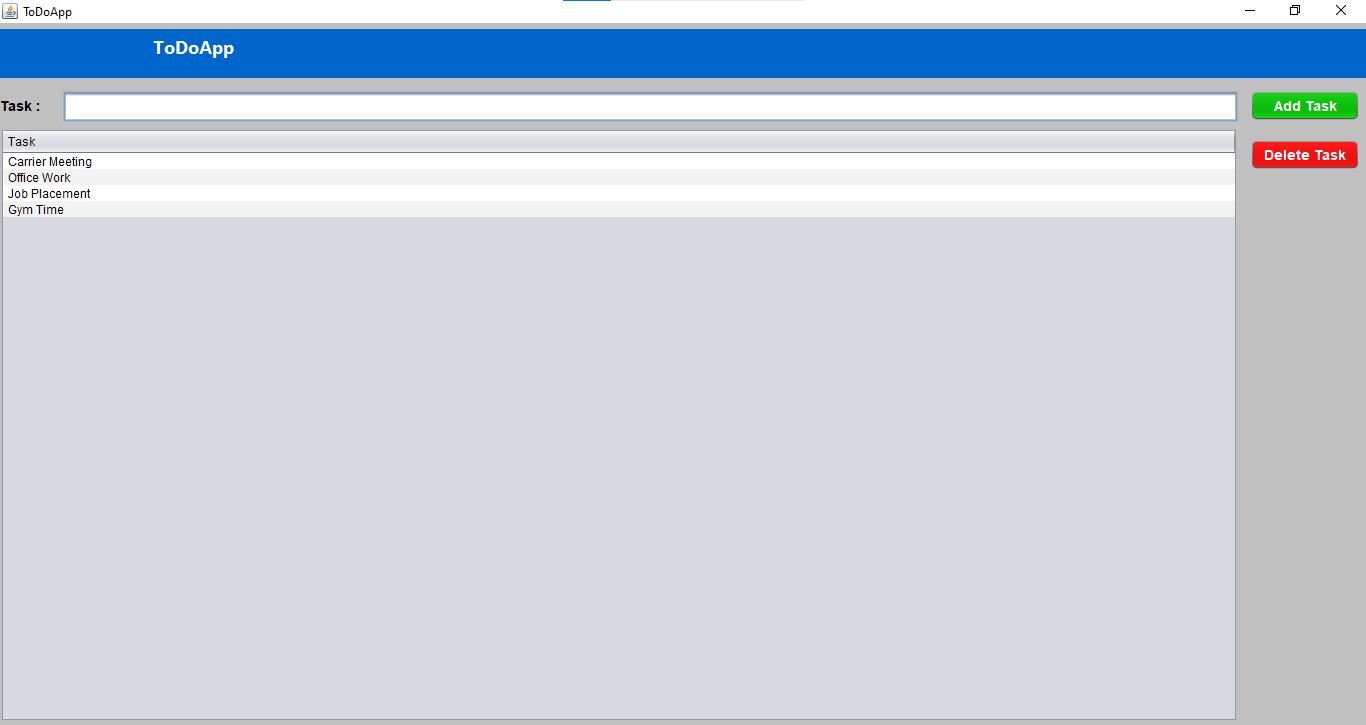 ToDoApp
ToDoApp
Task :
Add Task
Task
Delete Task
Carrier Meeting
Office Work
Job Placement
Gym Time